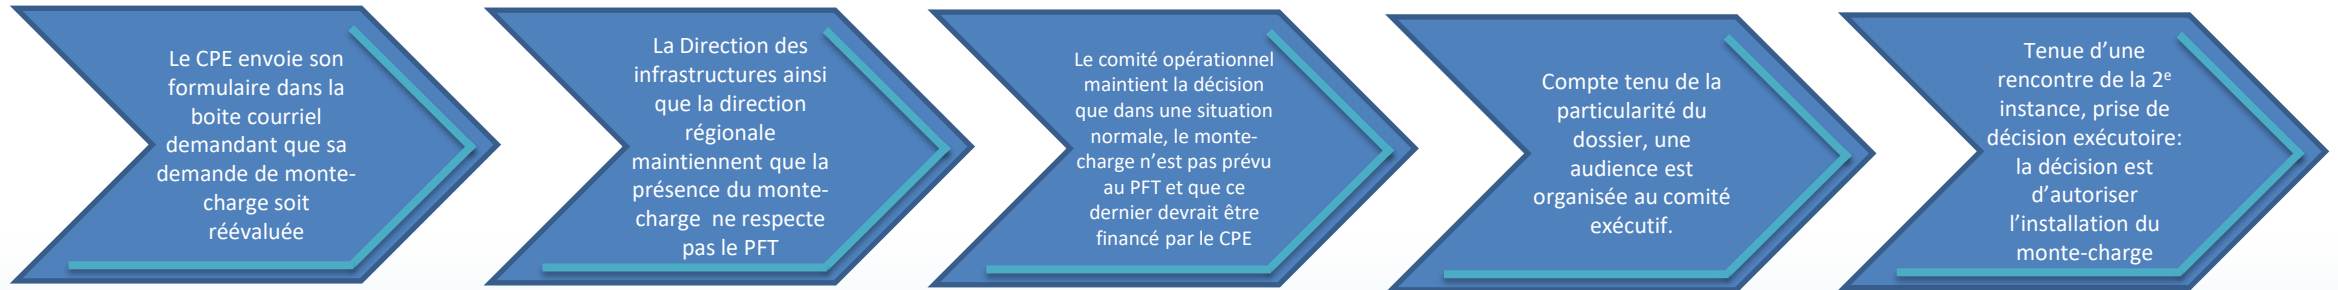 Le CPE envoie son
formulaire dans la
boite courriel
demandant que sa
demande de monte-
charge soit
réévaluée
La Direction des
infrastructures ainsi
que la direction
régionale
maintiennent que la
présence du monte-
charge ne respecte
pas le PFT
Le comité opérationnel
maintient la décision
que dans une situation
normale, le monte-
charge n’est pas prévu
au PFT et que ce
dernier devrait être
financé par le CPE
Compte tenu de la
particularité du
dossier, une
audience est
organisée au comité
exécutif.
Tenue d’une
rencontre de la 2e
instance, prise de
décision exécutoire:
la décision est
d’autoriser
l’installation du
monte-charge